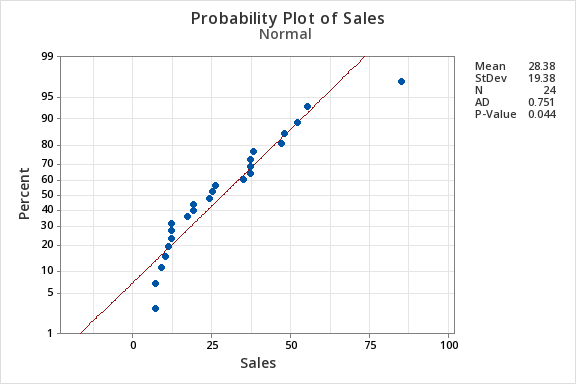 Probability Plot of Sales
Normal
Mean 28.38
StDev 19.38
N 24
AD 0.751
P-Value 0.044
Percent
99
95
90
80
70
60
50
40
30
20
10
5
1
0 25 50 75 100
Sales